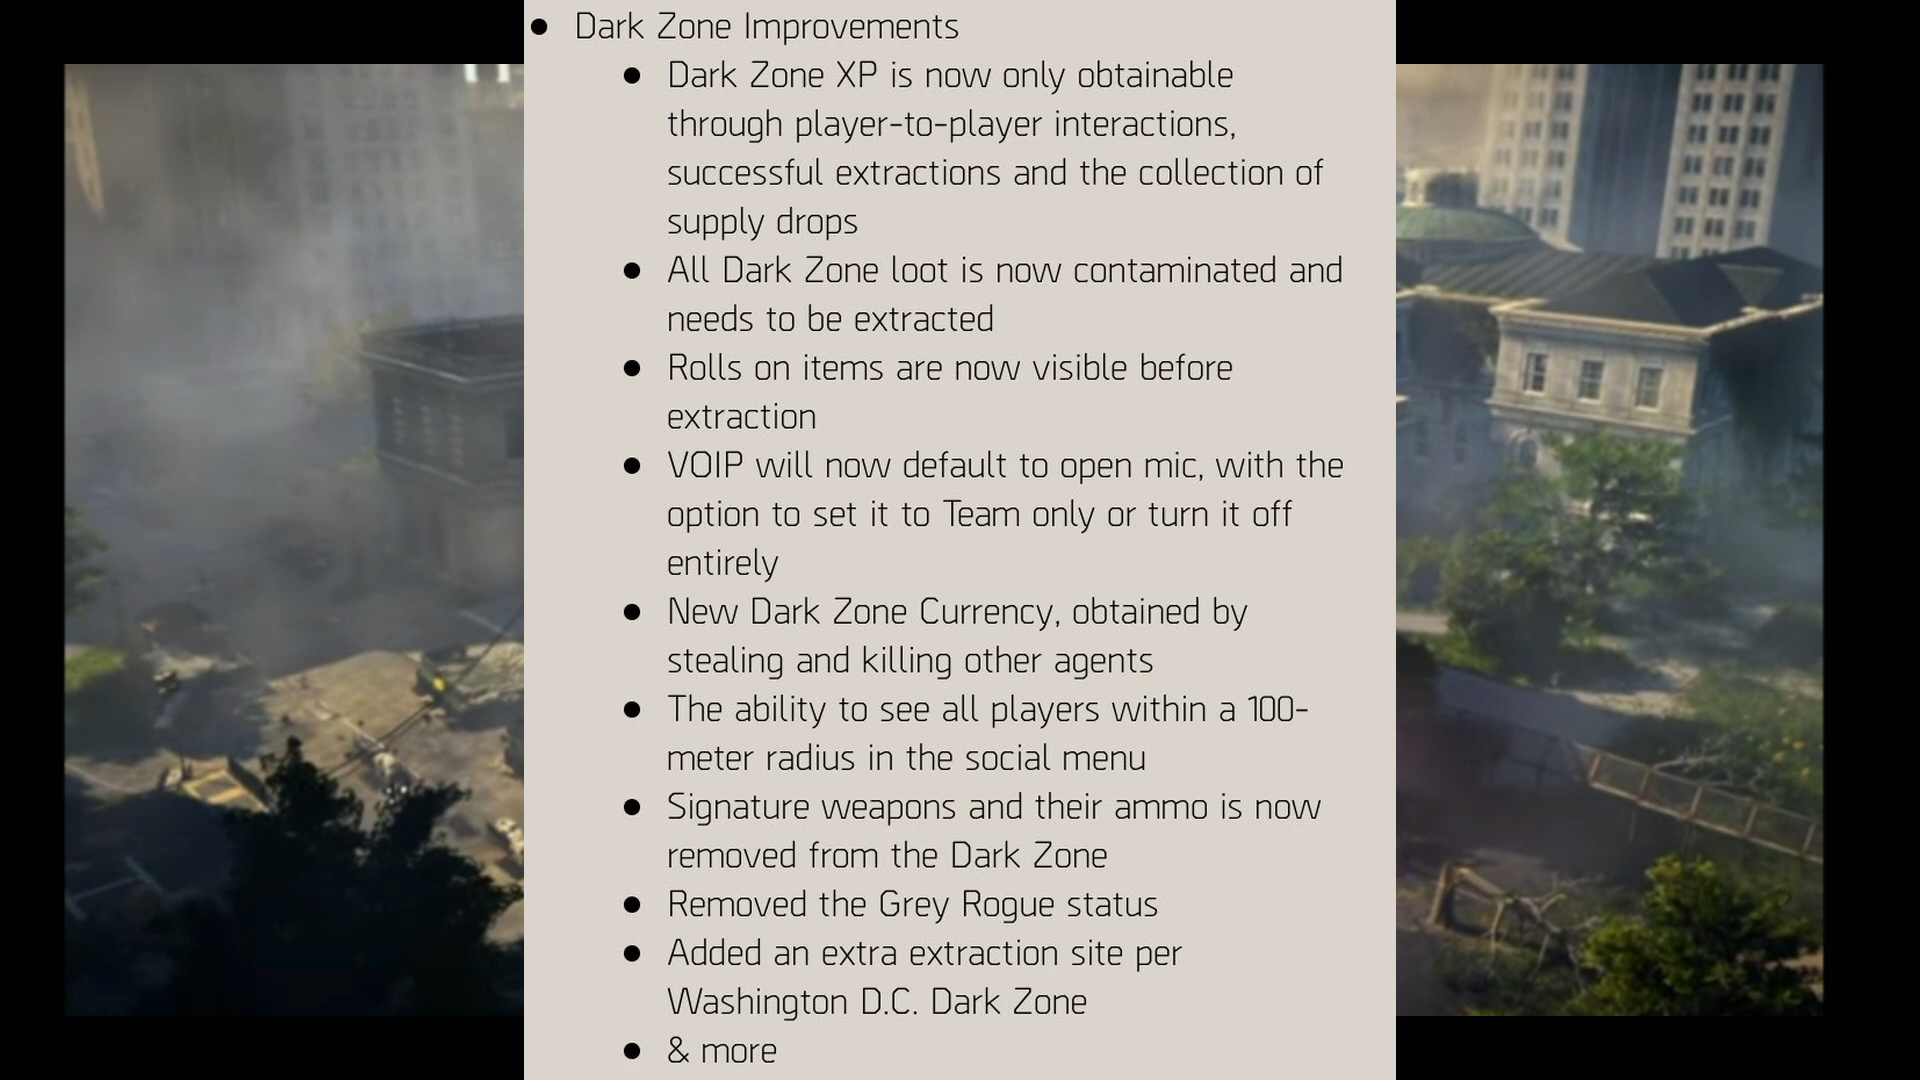 ● Dark Zone Improvements
● Dark Zone XP is now only obtainable
through player-to-player interactions,
successful extractions and the collection of
supply drops
● All Dark Zone loot is now contaminated and
needs to be extracted
● Rolls on items are now visible before
extraction
● VOIP will now default to open mic, with the
option to set it to Team only or turn it off
entirely
● New Dark Zone Currency, obtained by
stealing and killing other agents
● The ability to see all players within a 100-
meter radius in the social menu
● Signature weapons and their ammo is now
removed from the Dark Zone
● Removed the Grey Rogue status
● Added an extra extraction site per
Washington D.C. Dark Zone
● & more